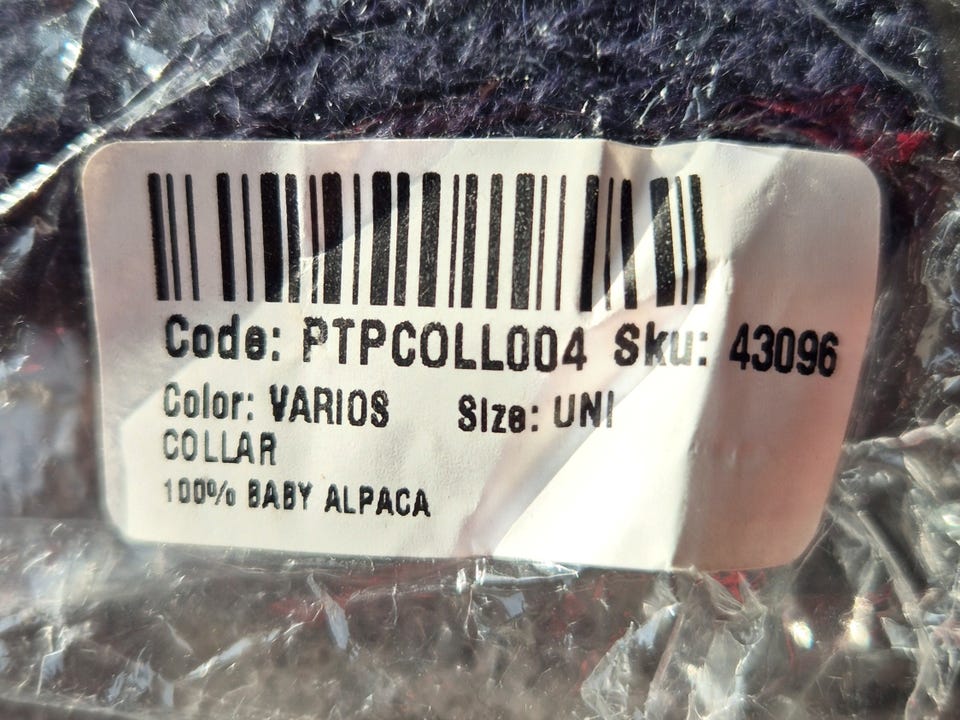 Code: PTPCOLL004 Sku: 43096
Color: VARIOS Size: UNI
COLLAR
100% BABY ALPACA